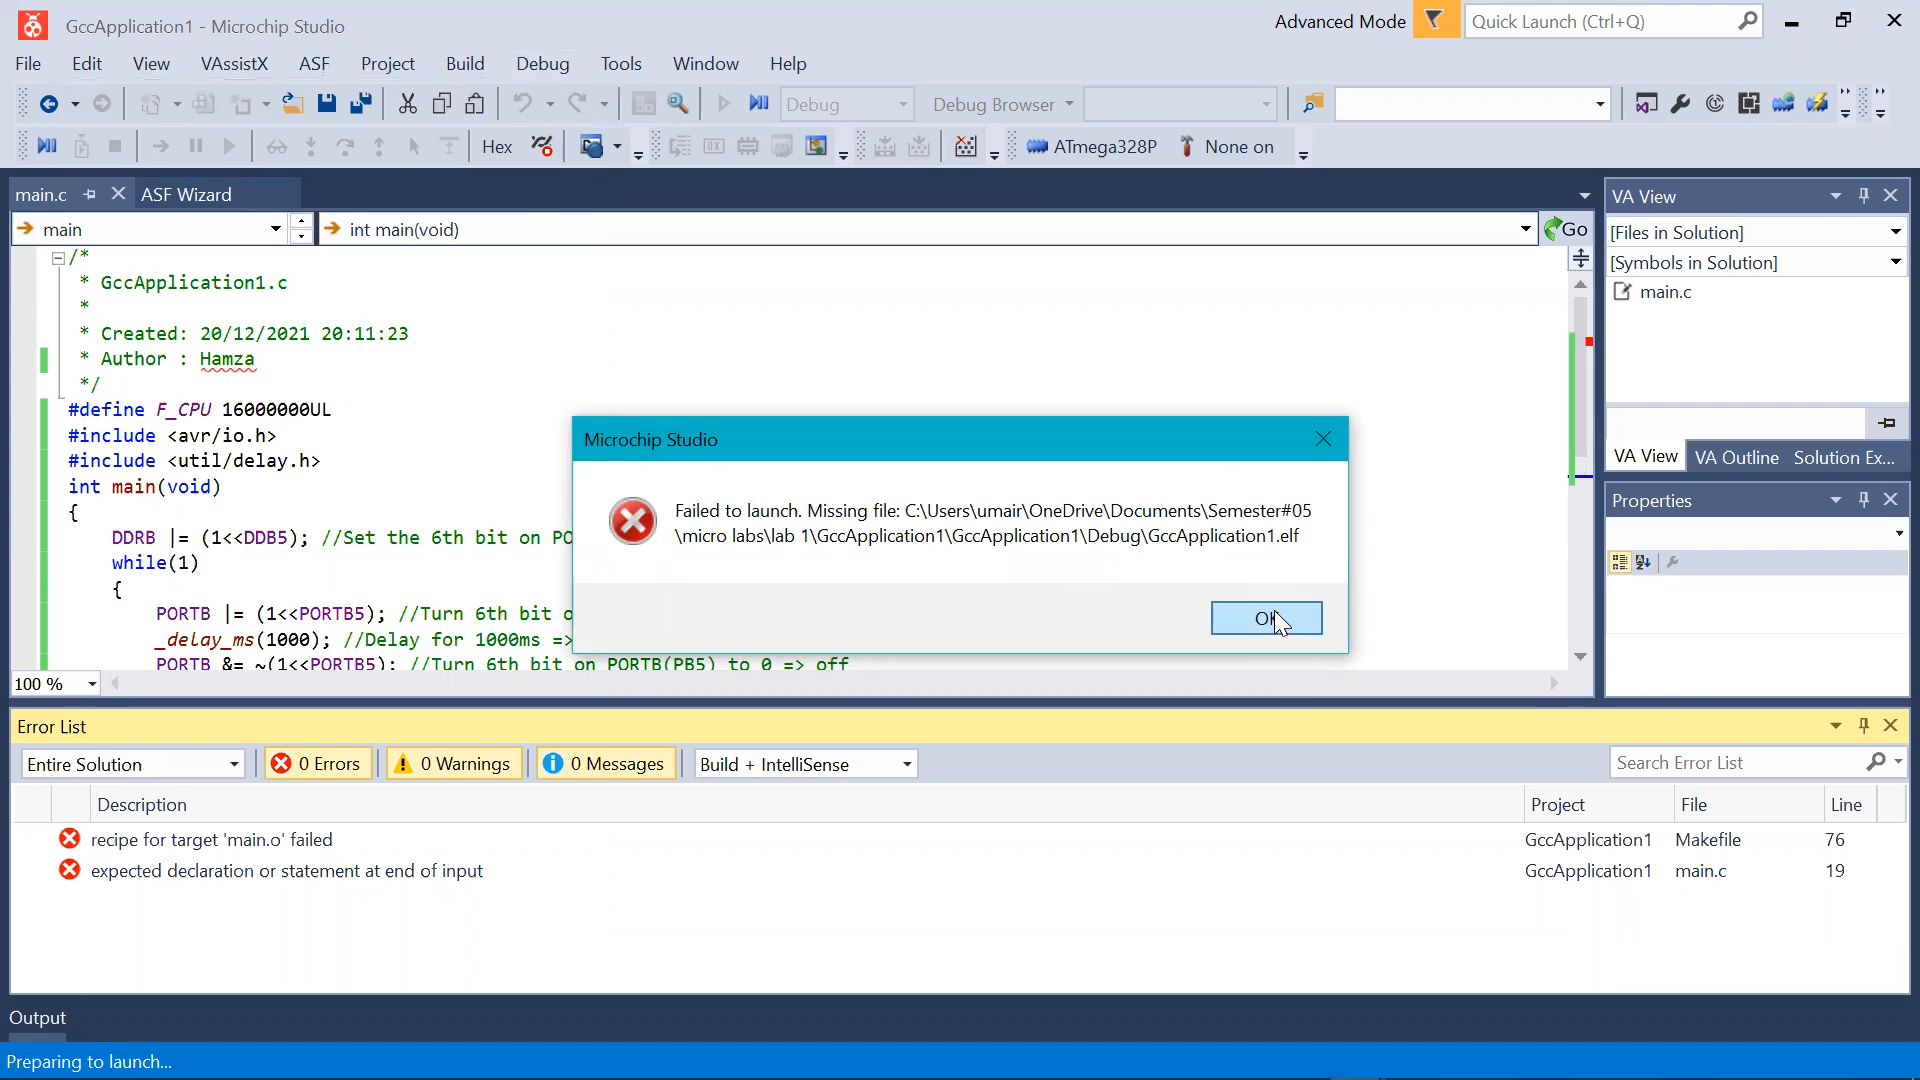 GccApplication1 - Microchip Studio
Advanced Mode
Quick Launch (Ctrl+Q)
File Edit View VAssistX ASF Project Build Debug Tools Window Help
Debug
Debug Browser
Hex
ATmega328P
None on
main.c
ASF Wizard
main
int main(void)
Go
/*
* GccApplication1.c
*
* Created: 20/12/2021 20:11:23
* Author : Hamza
*/
#define F_CPU 16000000UL
#include <avr/io.h>
#include <util/delay.h>
int main(void)
{
DDRB |= (1<<DDB5); //Set the 6th bit on PO
while(1)
{
PORTB |= (1<<PORTB5); //Turn 6th bit o
_delay_ms(1000); //Delay for 1000ms =>
PORTB &= ~(1<<PORTB5); //Turn 6th bit on PORTB(PB5) to 0 => off
100 %
Microchip Studio
Failed to launch. Missing file: C:\Users\umair\OneDrive\Documents\Semester#05
\micro labs\lab 1\GccApplication1\GccApplication1\Debug\GccApplication1.elf
OK
VA View
[Files in Solution]
[Symbols in Solution]
main.c
VA View
VA Outline
Solution Ex...
Properties
Error List
Entire Solution
0 Errors
0 Warnings
0 Messages
Build + IntelliSense
Search Error List
Description Project File Line
recipe for target 'main.o' failed GccApplication1 Makefile 76
expected declaration or statement at end of input GccApplication1 main.c 19
Output
Preparing to launch...